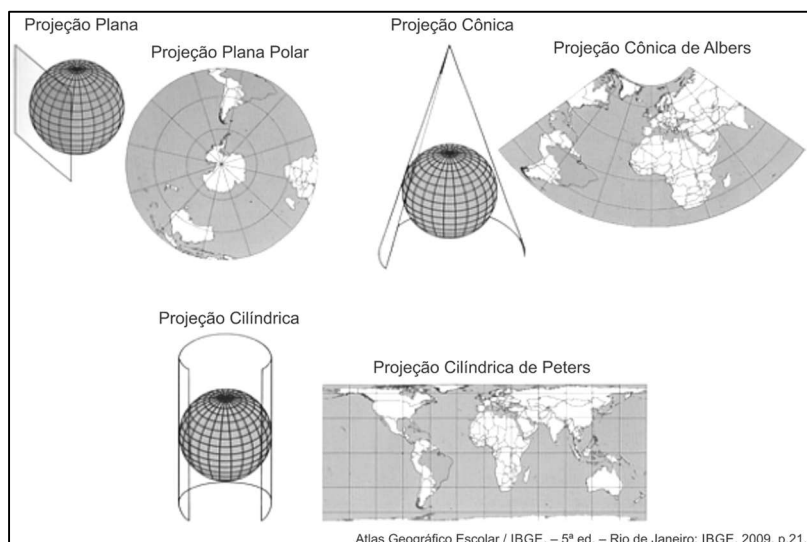 Projeção Plana
Projeção Plana Polar
Projeção Cônica
Projeção Cônica de Albers
Projeção Cilíndrica
Projeção Cilíndrica de Peters
Atlas Geográfico Escolar / IBGE. – 5ª ed. – Rio de Janeiro: IBGE, 2009, p.21